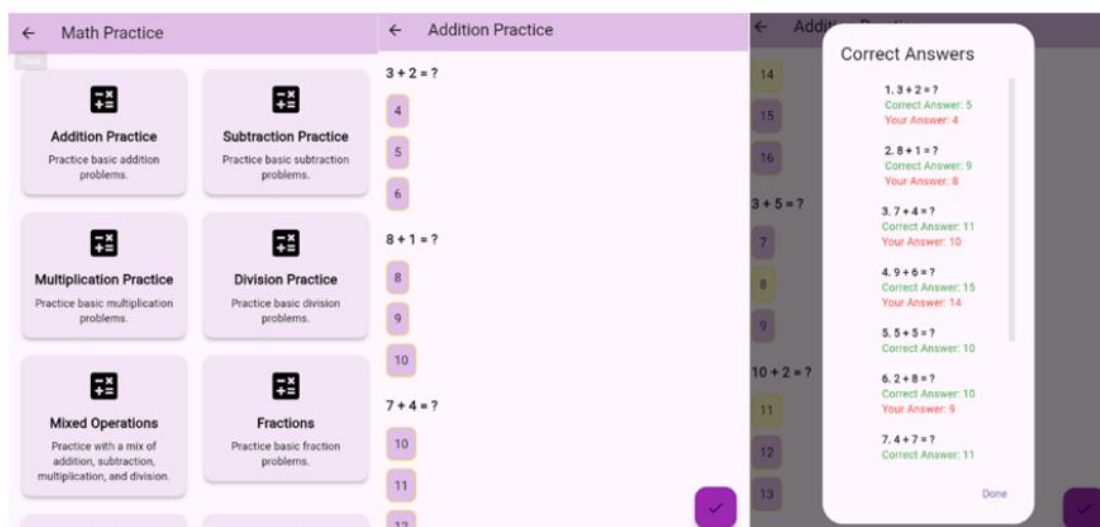 Math Practice
Back
Addition Practice
Practice basic addition
problems.
Subtraction Practice
Practice basic subtraction
problems.
Multiplication Practice
Practice basic multiplication
problems.
Division Practice
Practice basic division
problems.
Mixed Operations
Practice with a mix of
addition, subtraction,
multiplication, and division.
Fractions
Practice basic fraction
problems.
Addition Practice
3 + 2 = ?
4
5
6
8 + 1 = ?
8
9
10
7 + 4 = ?
10
11
12
Addition Practice
14
15
16
3 + 5 = ?
7
8
9
10 + 2 = ?
11
12
13
Correct Answers
1. 3 + 2 = ?
Correct Answer: 5
Your Answer: 4
2. 8 + 1 = ?
Correct Answer: 9
Your Answer: 8
3. 7 + 4 = ?
Correct Answer: 11
Your Answer: 10
4. 9 + 6 = ?
Correct Answer: 15
Your Answer: 14
5. 5 + 5 = ?
Correct Answer: 10
6. 2 + 8 = ?
Correct Answer: 10
Your Answer: 9
7. 4 + 7 = ?
Correct Answer: 11
Done